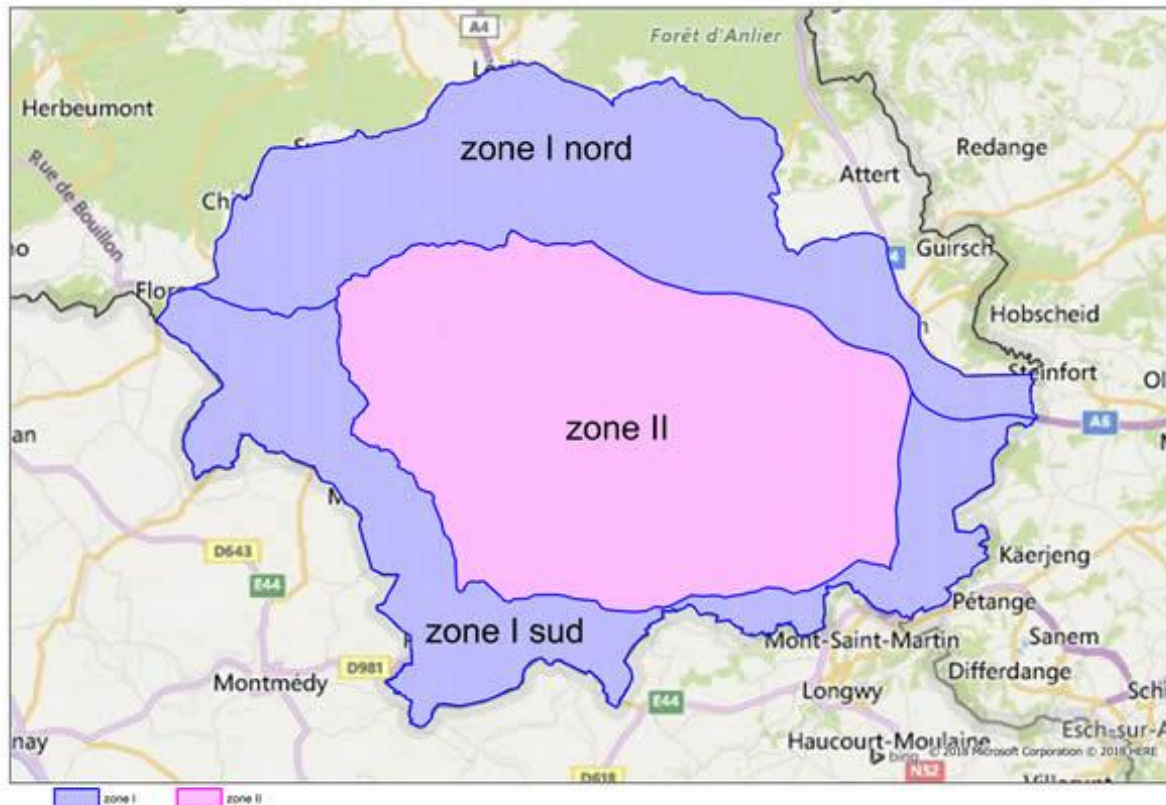 A4
Forêt d'Anlier
Herbeumont
Rue de Bouillon
zone I nord
Redange
Attert
Guirsch
Hobscheid
Steinfort
A6
zone II
D643
E44
Kaerjeng
Pétange
zone I sud
Mont-Saint-Martin
Sanem
D981
Differdange
Montmédy
E44
Longwy
Haucourt-Moulaine
bing
© 2018 Microsoft Corporation © 2018 HERE
D618
N52
zone I
zone II